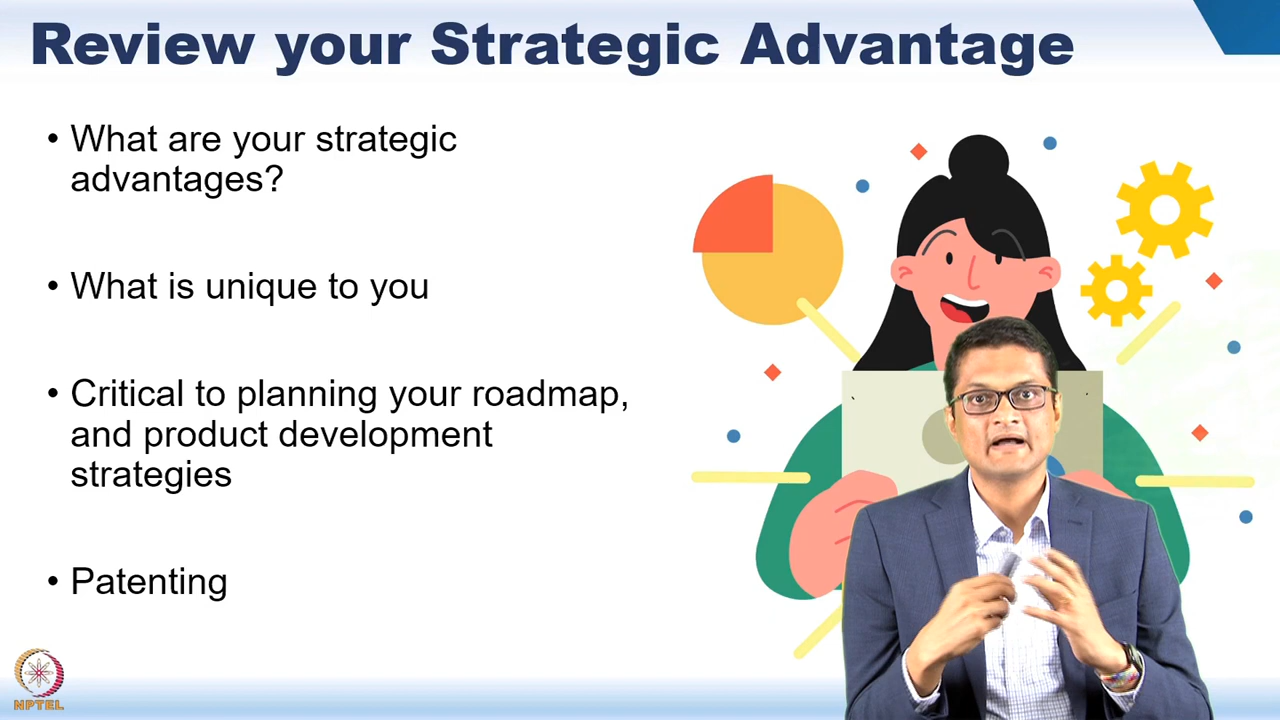 Review your Strategic Advantage
• What are your strategic
advantages?
• What is unique to you
• Critical to planning your roadmap,
and product development
strategies
• Patenting
NPTEL